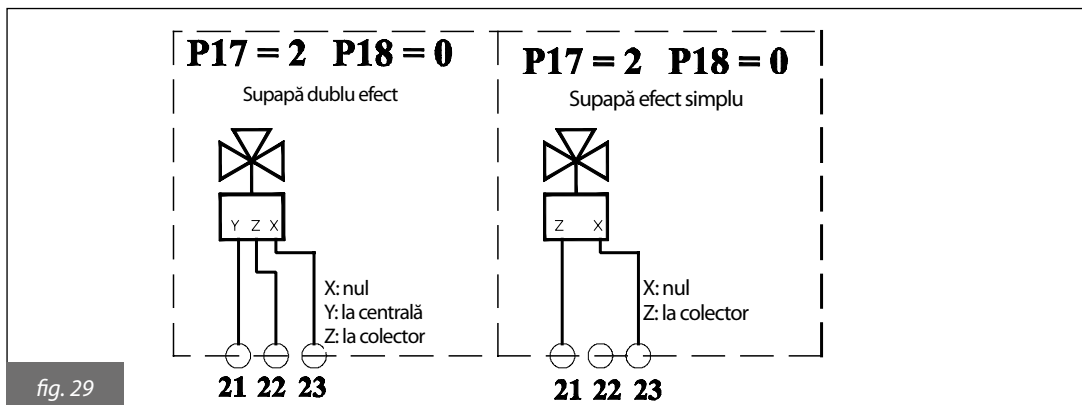 P17 = 2 P18 = 0
Supapă dublu efect
Y Z X
X: nul
Y: la centrală
Z: la colector
21 22 23
P17 = 2 P18 = 0
Supapă efect simplu
Z X
X: nul
Z: la colector
21 22 23
fig. 29